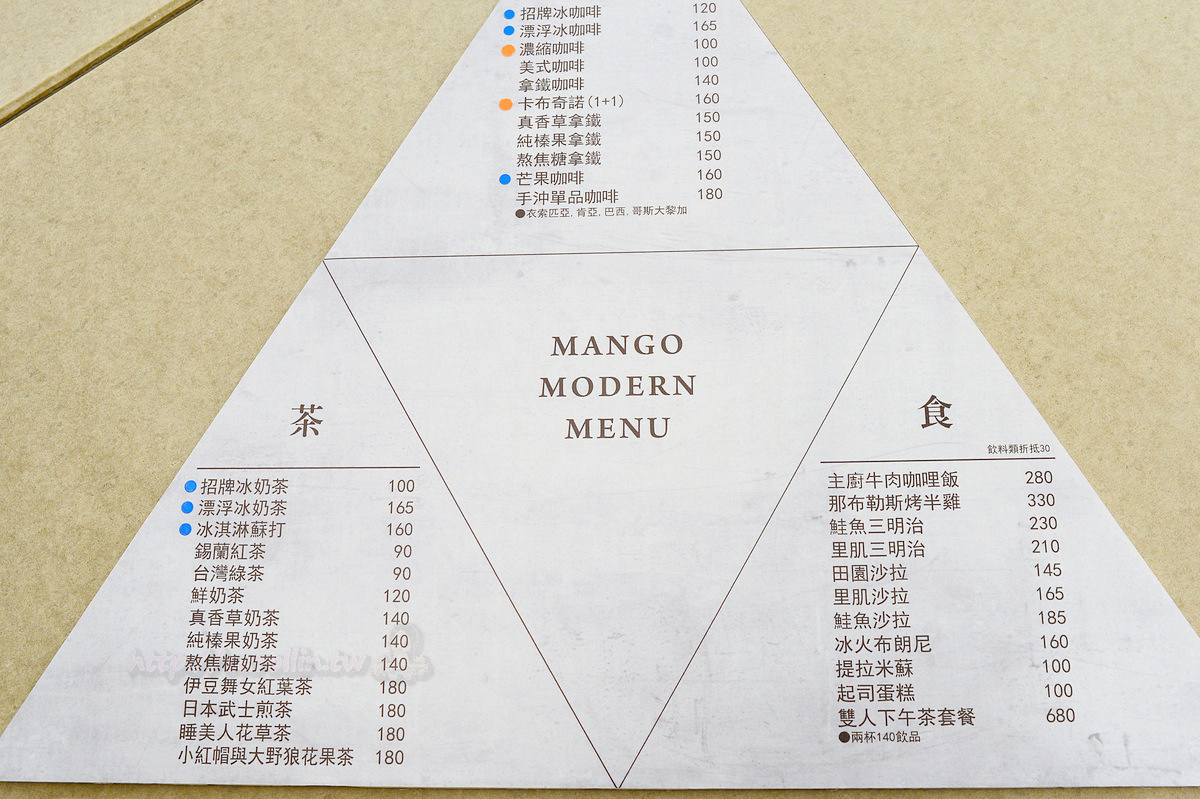 招牌冰咖啡 120
漂浮冰咖啡 165
濃縮咖啡 100
美式咖啡 100
拿鐵咖啡 140
卡布奇諾(1+1) 160
真香草拿鐵 150
純榛果拿鐵 150
熬焦糖拿鐵 150
芒果咖啡 160
手沖單品咖啡 180
●衣索匹亞, 肯亞, 巴西, 哥斯大黎加
MANGO
MODERN
MENU
茶
招牌冰奶茶 100
漂浮冰奶茶 165
冰淇淋蘇打 160
錫蘭紅茶 90
台灣綠茶 90
鮮奶茶 120
真香草奶茶 140
純榛果奶茶 140
熬焦糖奶茶 140
伊豆舞女紅葉茶 180
日本武士煎茶 180
睡美人花草茶 180
小紅帽與大野狼花果茶 180
食
飲料類折抵30
主廚牛肉咖哩飯 280
那布勒斯烤半雞 330
鮭魚三明治 230
里肌三明治 210
田園沙拉 145
里肌沙拉 165
鮭魚沙拉 185
冰火布朗尼 160
提拉米蘇 100
起司蛋糕 100
雙人下午茶套餐 680
●兩杯140飲品